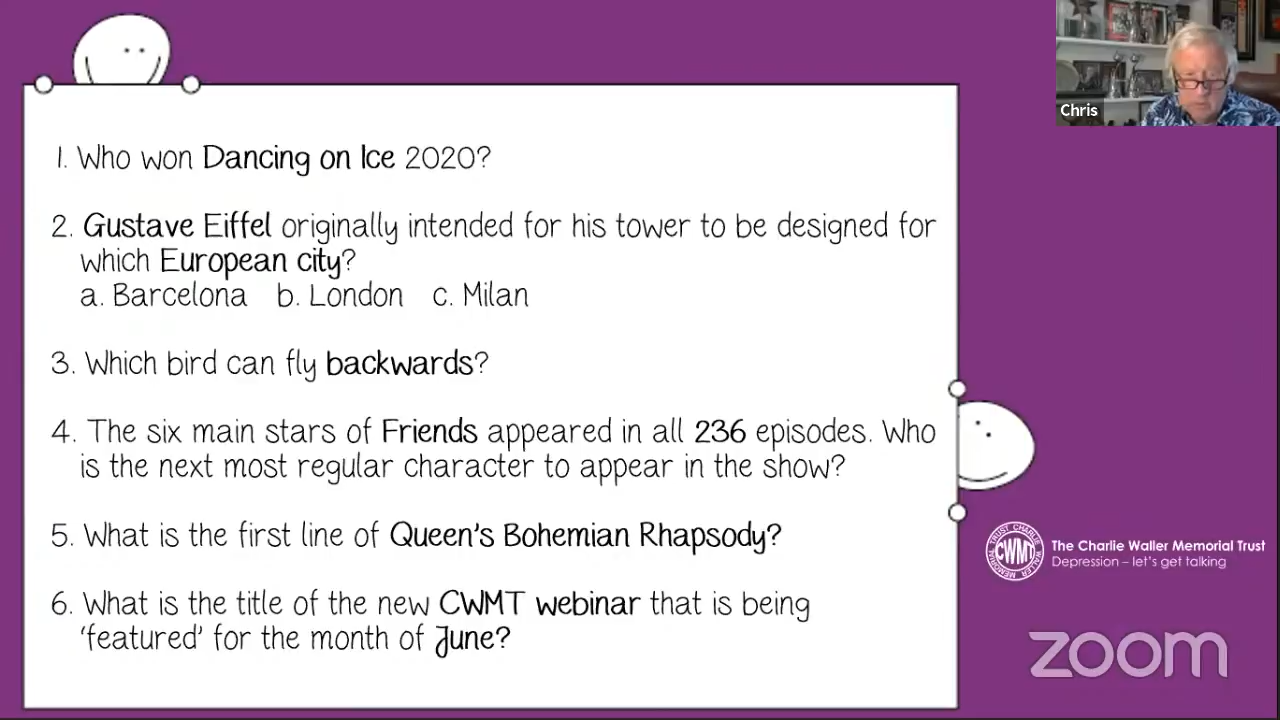 1. Who won Dancing on Ice 2020?
2. Gustave Eiffel originally intended for his tower to be designed for
which European city?
a. Barcelona b. London c. Milan
3. Which bird can fly backwards?
4. The six main stars of Friends appeared in all 236 episodes. Who
is the next most regular character to appear in the show?
5. What is the first line of Queen's Bohemian Rhapsody?
6. What is the title of the new CWMT webinar that is being
'featured' for the month of June?
Chris
CWMT
CHARLIE WALLER MEMORIAL TRUST
The Charlie Waller Memorial Trust
Depression – let's get talking
zoom